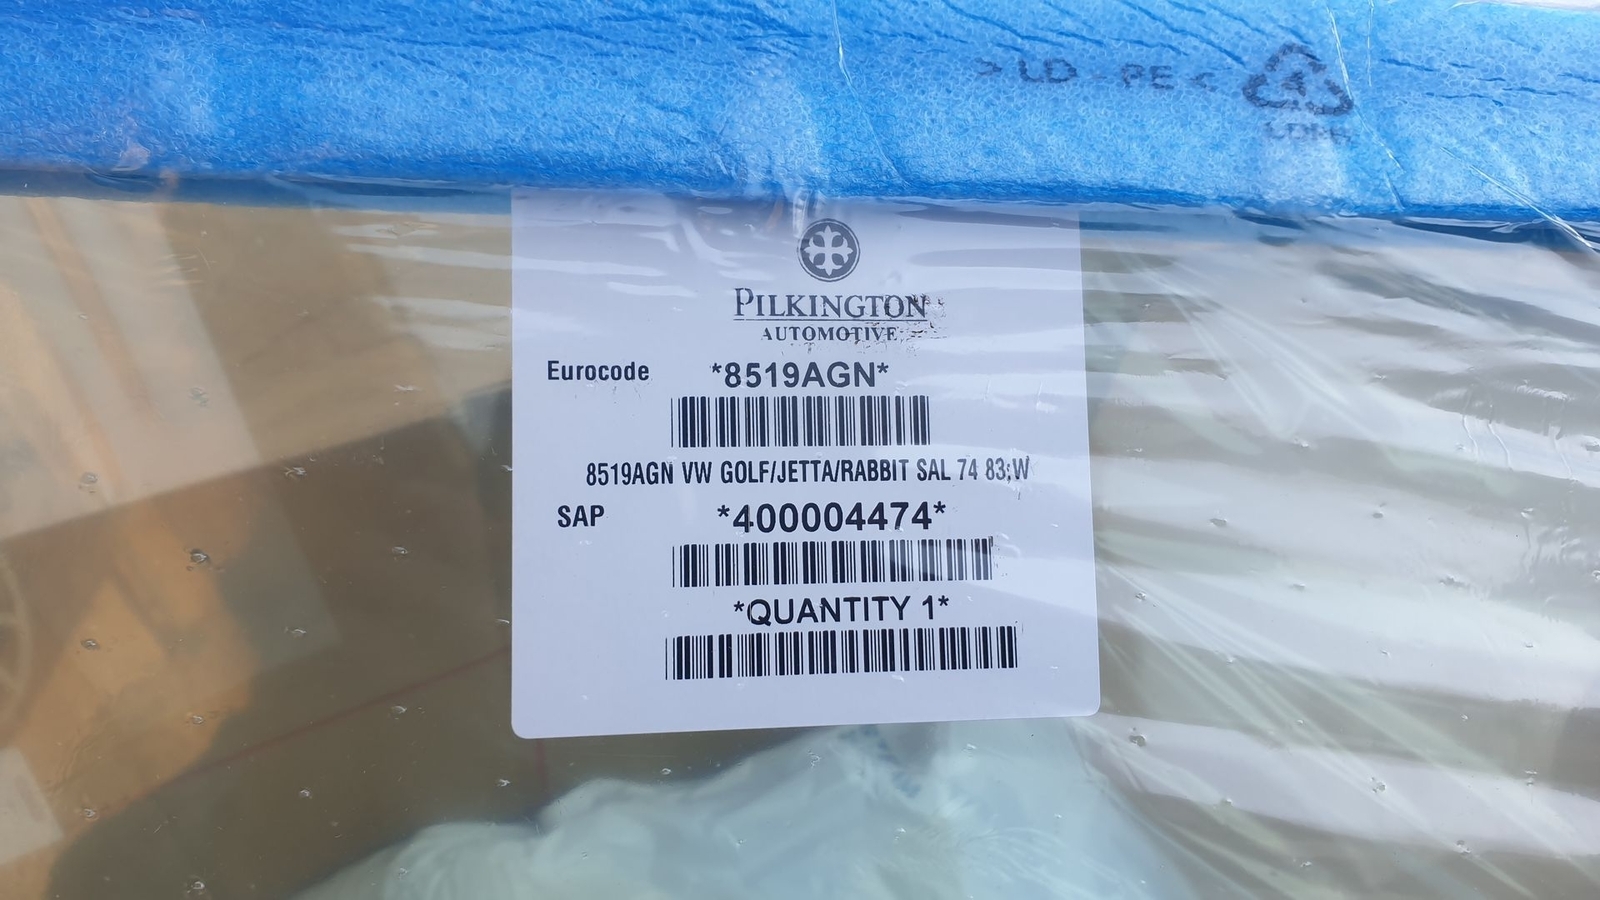 > LD - PE <
4
LDPE
PILKINGTON
AUTOMOTIVE
Eurocode *8519AGN*
8519AGN VW GOLF/JETTA/RABBIT SAL 74 83;W
SAP *400004474*
*QUANTITY 1*